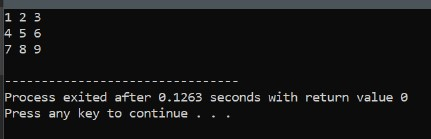 1 2 3
4 5 6
7 8 9
--------------------------------
Process exited after 0.1263 seconds with return value 0
Press any key to continue . . .